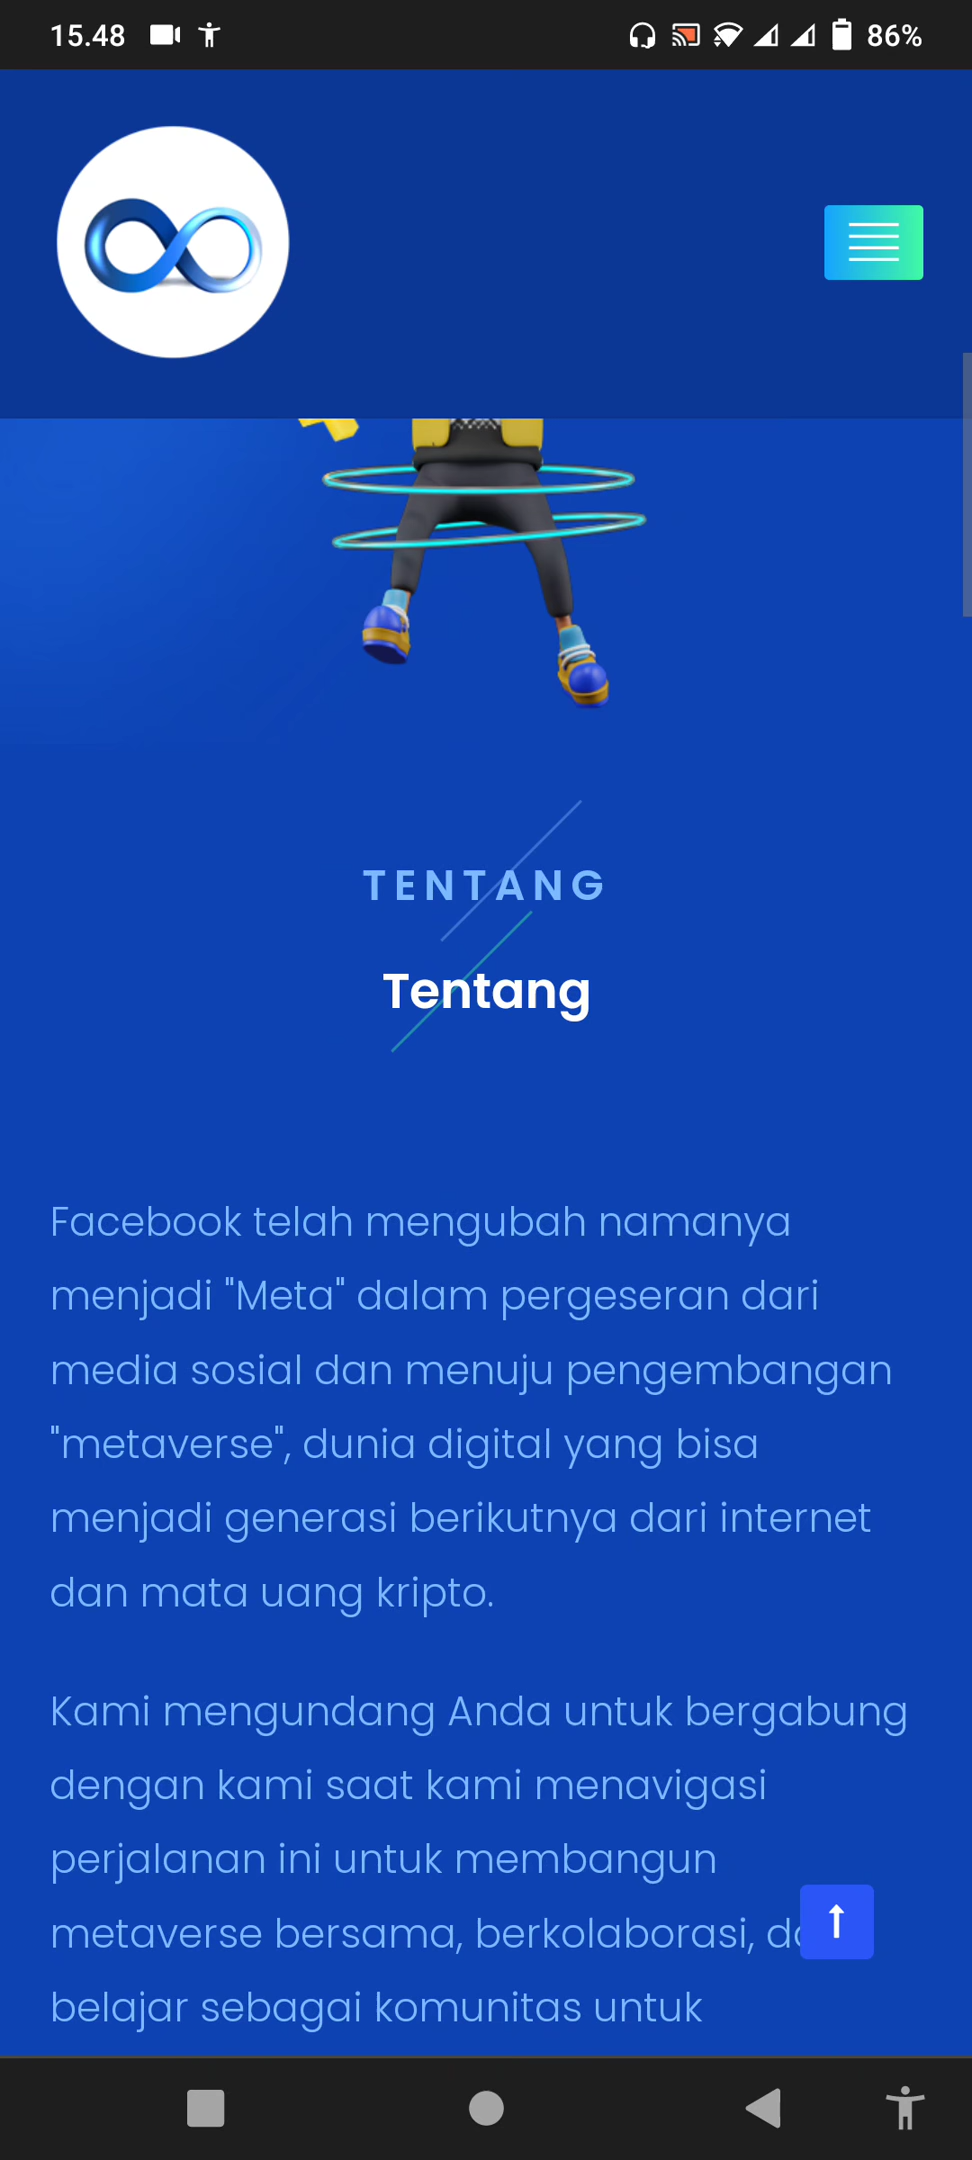 15.48
86%
TENTANG
Tentang
Facebook telah mengubah namanya
menjadi "Meta" dalam pergeseran dari
media sosial dan menuju pengembangan
"metaverse", dunia digital yang bisa
menjadi generasi berikutnya dari internet
dan mata uang kripto.
Kami mengundang Anda untuk bergabung
dengan kami saat kami menavigasi
perjalanan ini untuk membangun
metaverse bersama, berkolaborasi,
belajar sebagai komunitas untuk